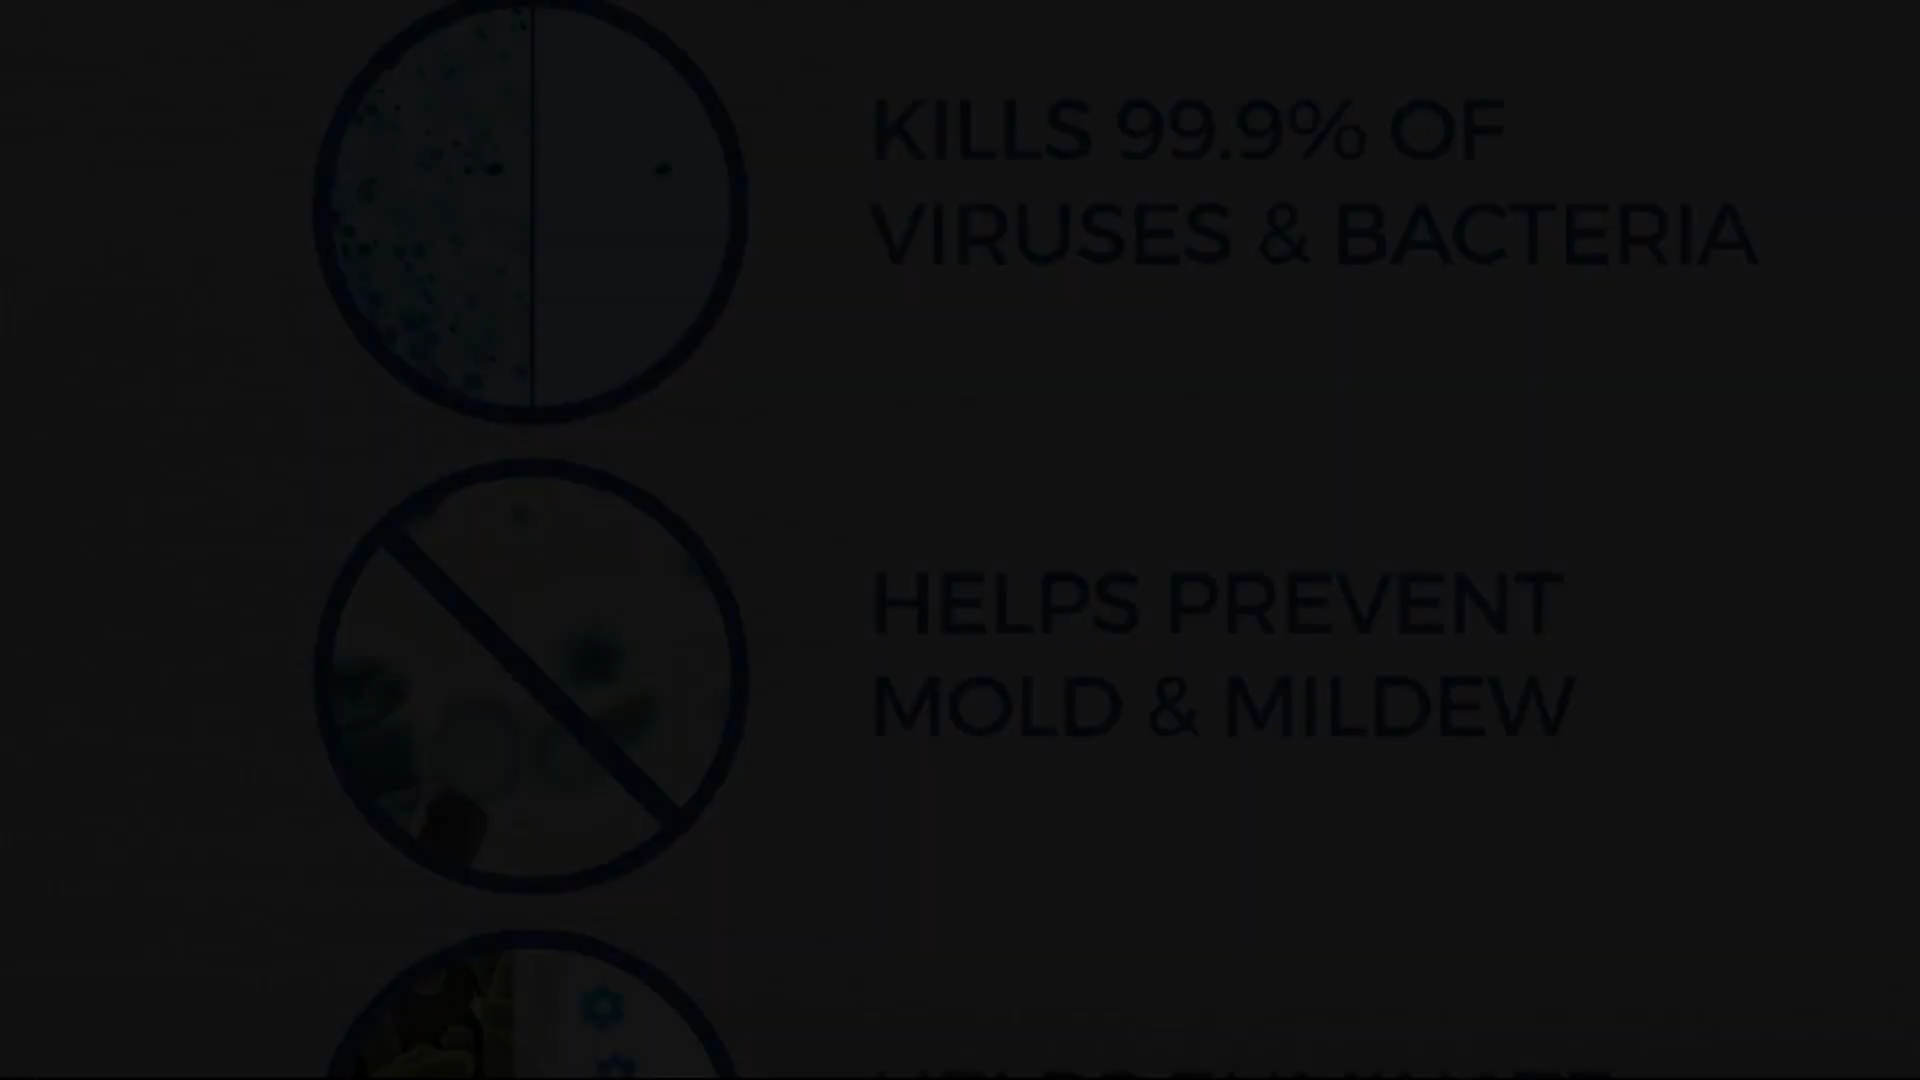 KILLS 99.9% OF
VIRUSES & BACTERIA
HELPS PREVENT
MOLD & MILDEW